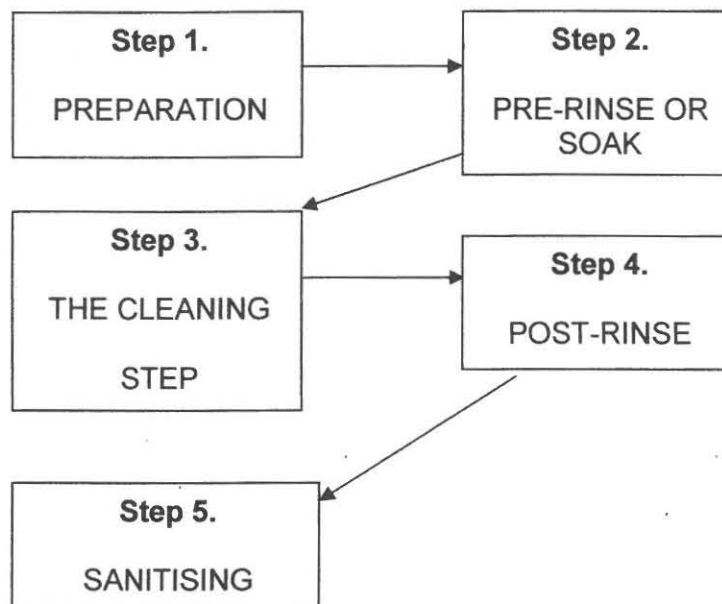 Step 1.
PREPARATION
Step 2.
PRE-RINSE OR
SOAK
Step 3.
THE CLEANING
STEP
Step 4.
POST-RINSE
Step 5.
SANITISING